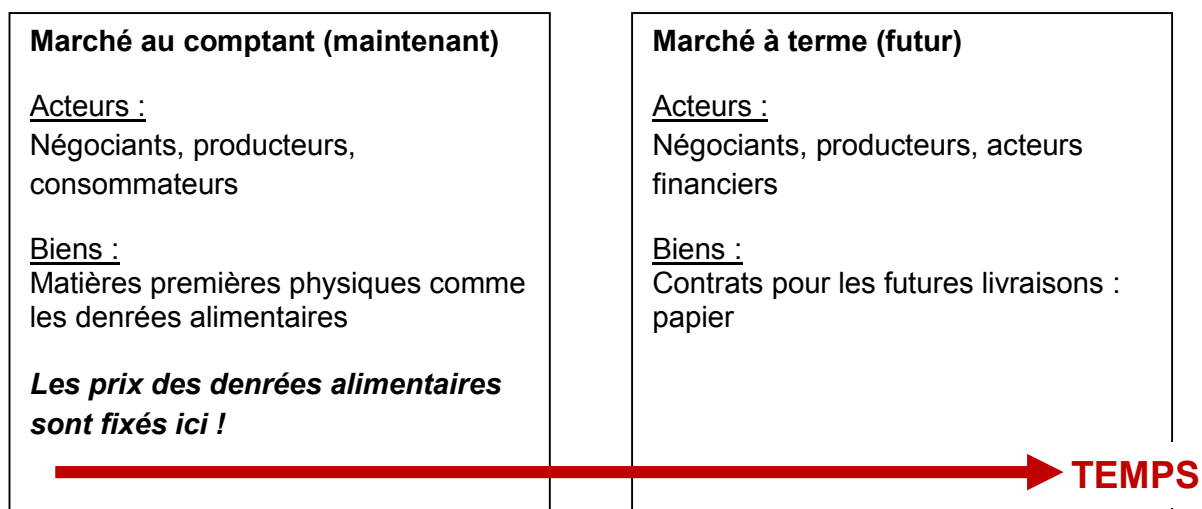 Marché au comptant (maintenant)
Acteurs :
Négociants, producteurs,
consommateurs
Biens :
Matières premières physiques comme
les denrées alimentaires
Les prix des denrées alimentaires
sont fixés ici !
Marché à terme (futur)
Acteurs :
Négociants, producteurs, acteurs
financiers
Biens :
Contrats pour les futures livraisons :
papier
TEMPS